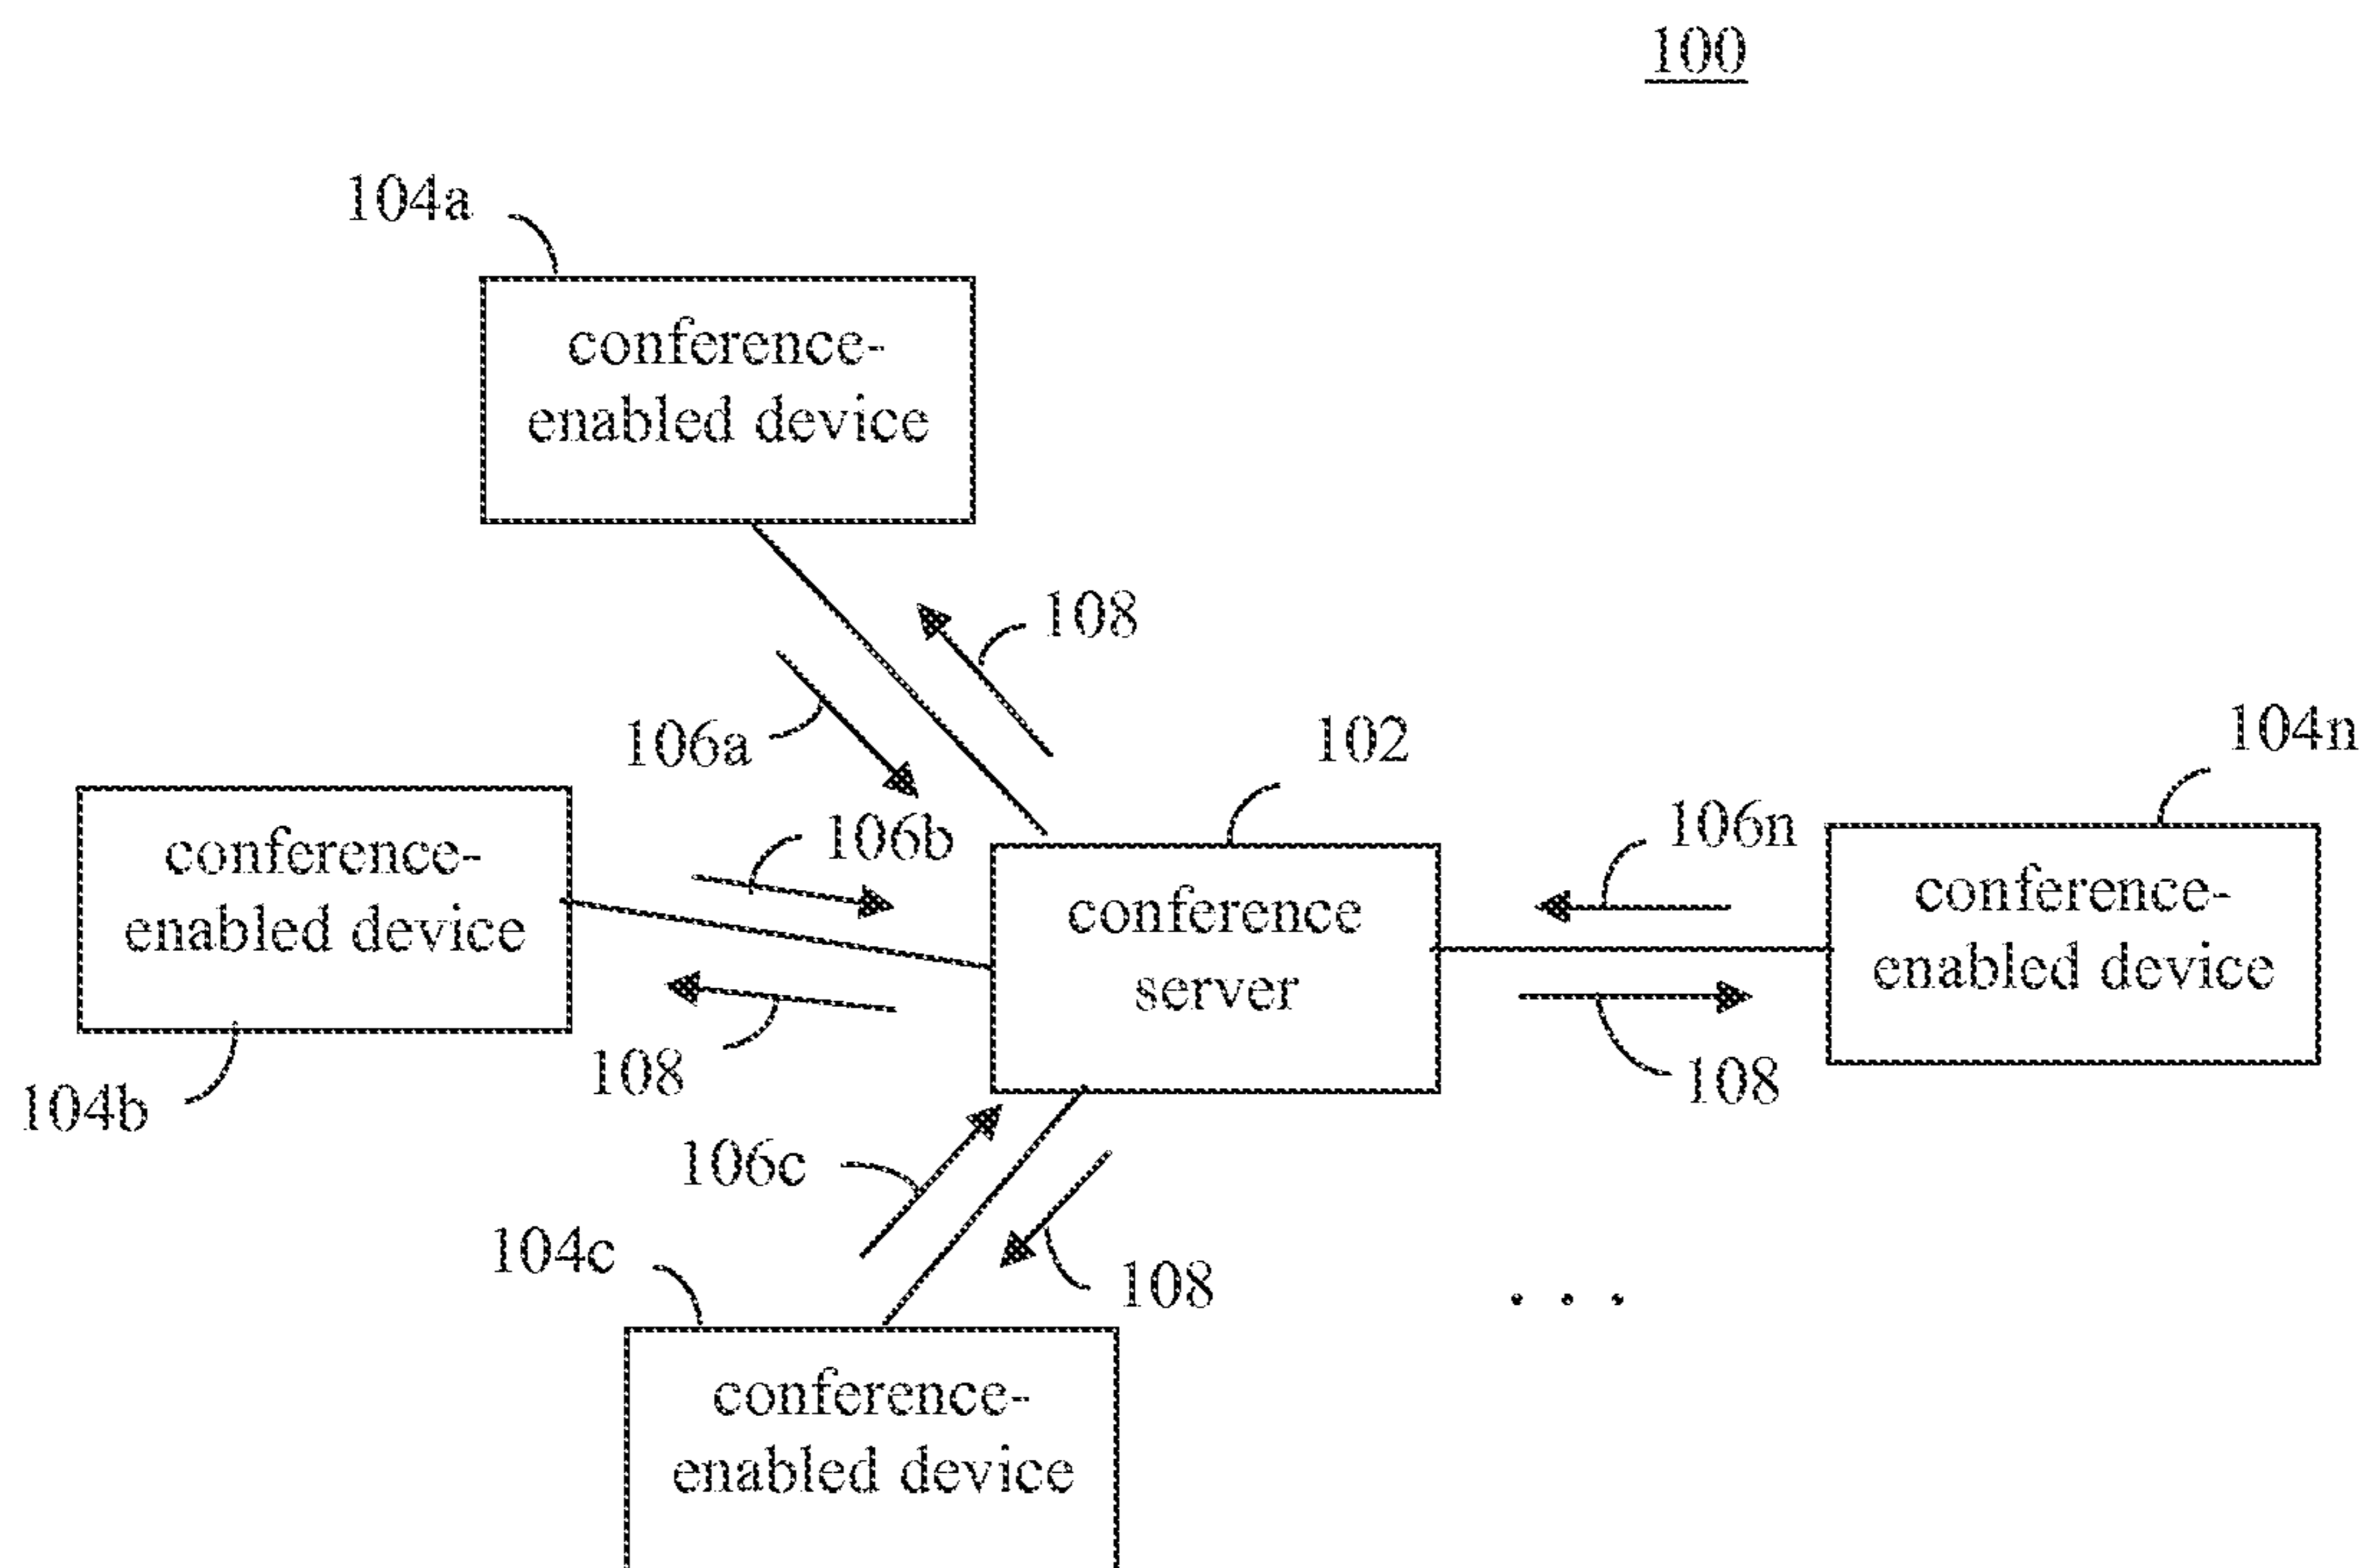 100
104a
conference-
enabled device
108
106a
102
104n
106b
106n
conference-
enabled device
conference
server
conference-
enabled device
108
108
104b
106c
104c
108
conference-
enabled device
. . .